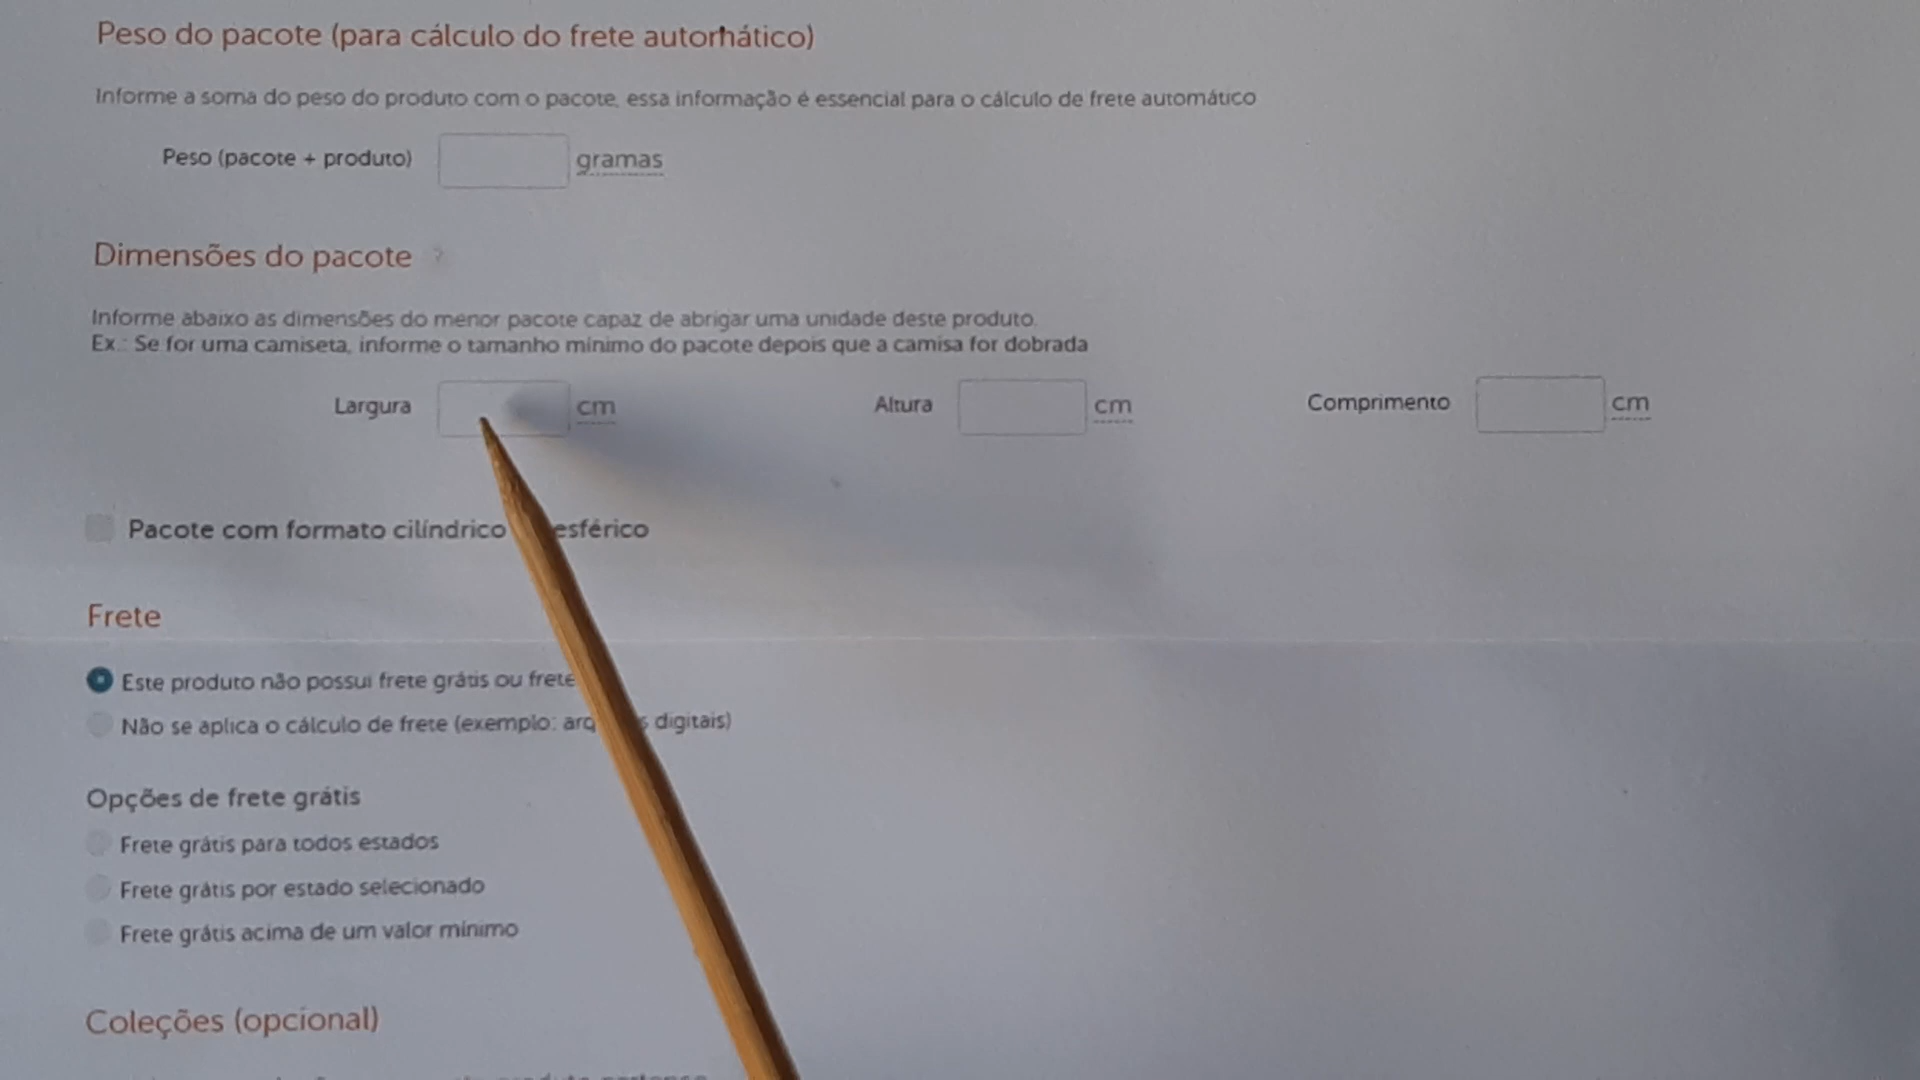 Peso do pacote (para cálculo do frete automático)
Informe a soma do peso do produto com o pacote, essa informação é essencial para o cálculo de frete automático
Peso (pacote + produto) gramas
Dimensões do pacote ?
Informe abaixo as dimensões do menor pacote capaz de abrigar uma unidade deste produto.
Ex.: Se for uma camiseta, informe o tamanho mínimo do pacote depois que a camisa for dobrada
Largura cm Altura cm Comprimento cm
Pacote com formato cilíndrico esférico
Frete
Este produto não possui frete grátis ou frete
Não se aplica o cálculo de frete (exemplo: arq s digitais)
Opções de frete grátis
Frete grátis para todos estados
Frete grátis por estado selecionado
Frete grátis acima de um valor mínimo
Coleções (opcional)